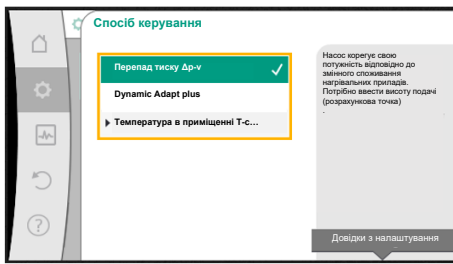 Спосіб керування
Перепад тиску Δp-v
Dynamic Adapt plus
Температура в приміщенні T-c...
Насос корегує свою
потужність відповідно до
змінного споживання
нагрівальних приладів.
Потрібно ввести висоту подачі
(розрахункова точка)
Довідки з налаштування